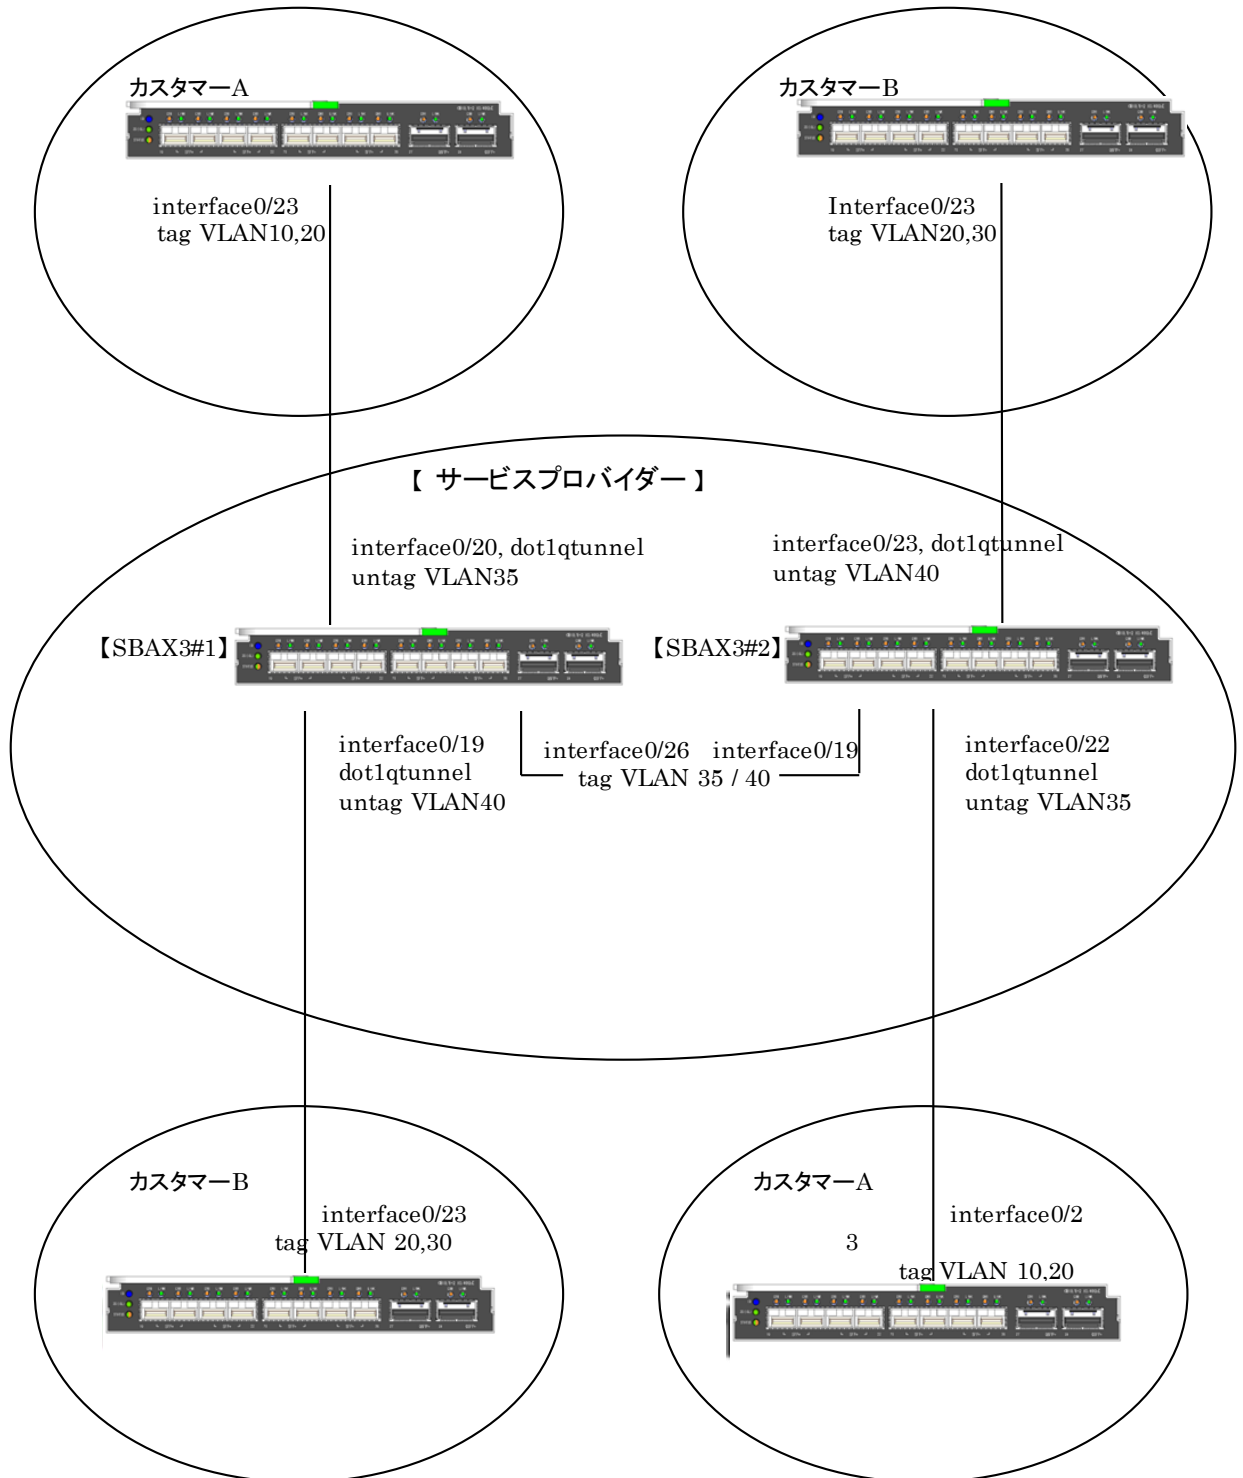 カスタマーA
interface0/23
tag VLAN10,20
カスタマーB
Interface0/23
tag VLAN20,30
【 サービスプロバイダー 】
interface0/20, dot1qtunnel
untag VLAN35
interface0/23, dot1qtunnel
untag VLAN40
【SBAX3#1】
【SBAX3#2】
interface0/19
dot1qtunnel
untag VLAN40
interface0/26 interface0/19
tag VLAN 35 / 40
interface0/22
dot1qtunnel
untag VLAN35
カスタマーB
interface0/23
tag VLAN 20,30
カスタマーA
interface0/2
3
tag VLAN 10,20